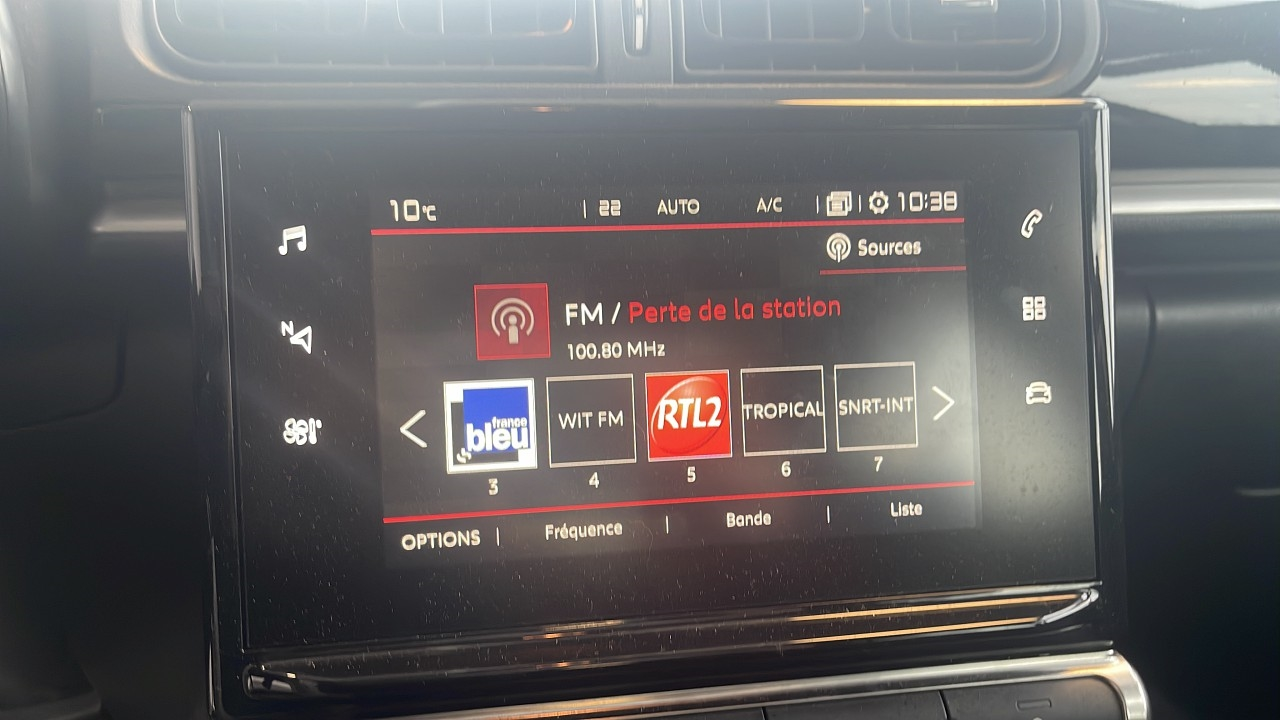 10°C | 22 AUTO A/C | | 10:38
Sources
FM / Perte de la station
100.80 MHz
france
bleu
WIT FM
RTL2
TROPICAL
SNRT-INT
3 4 5 6 7
OPTIONS | Fréquence | Bande | Liste
N